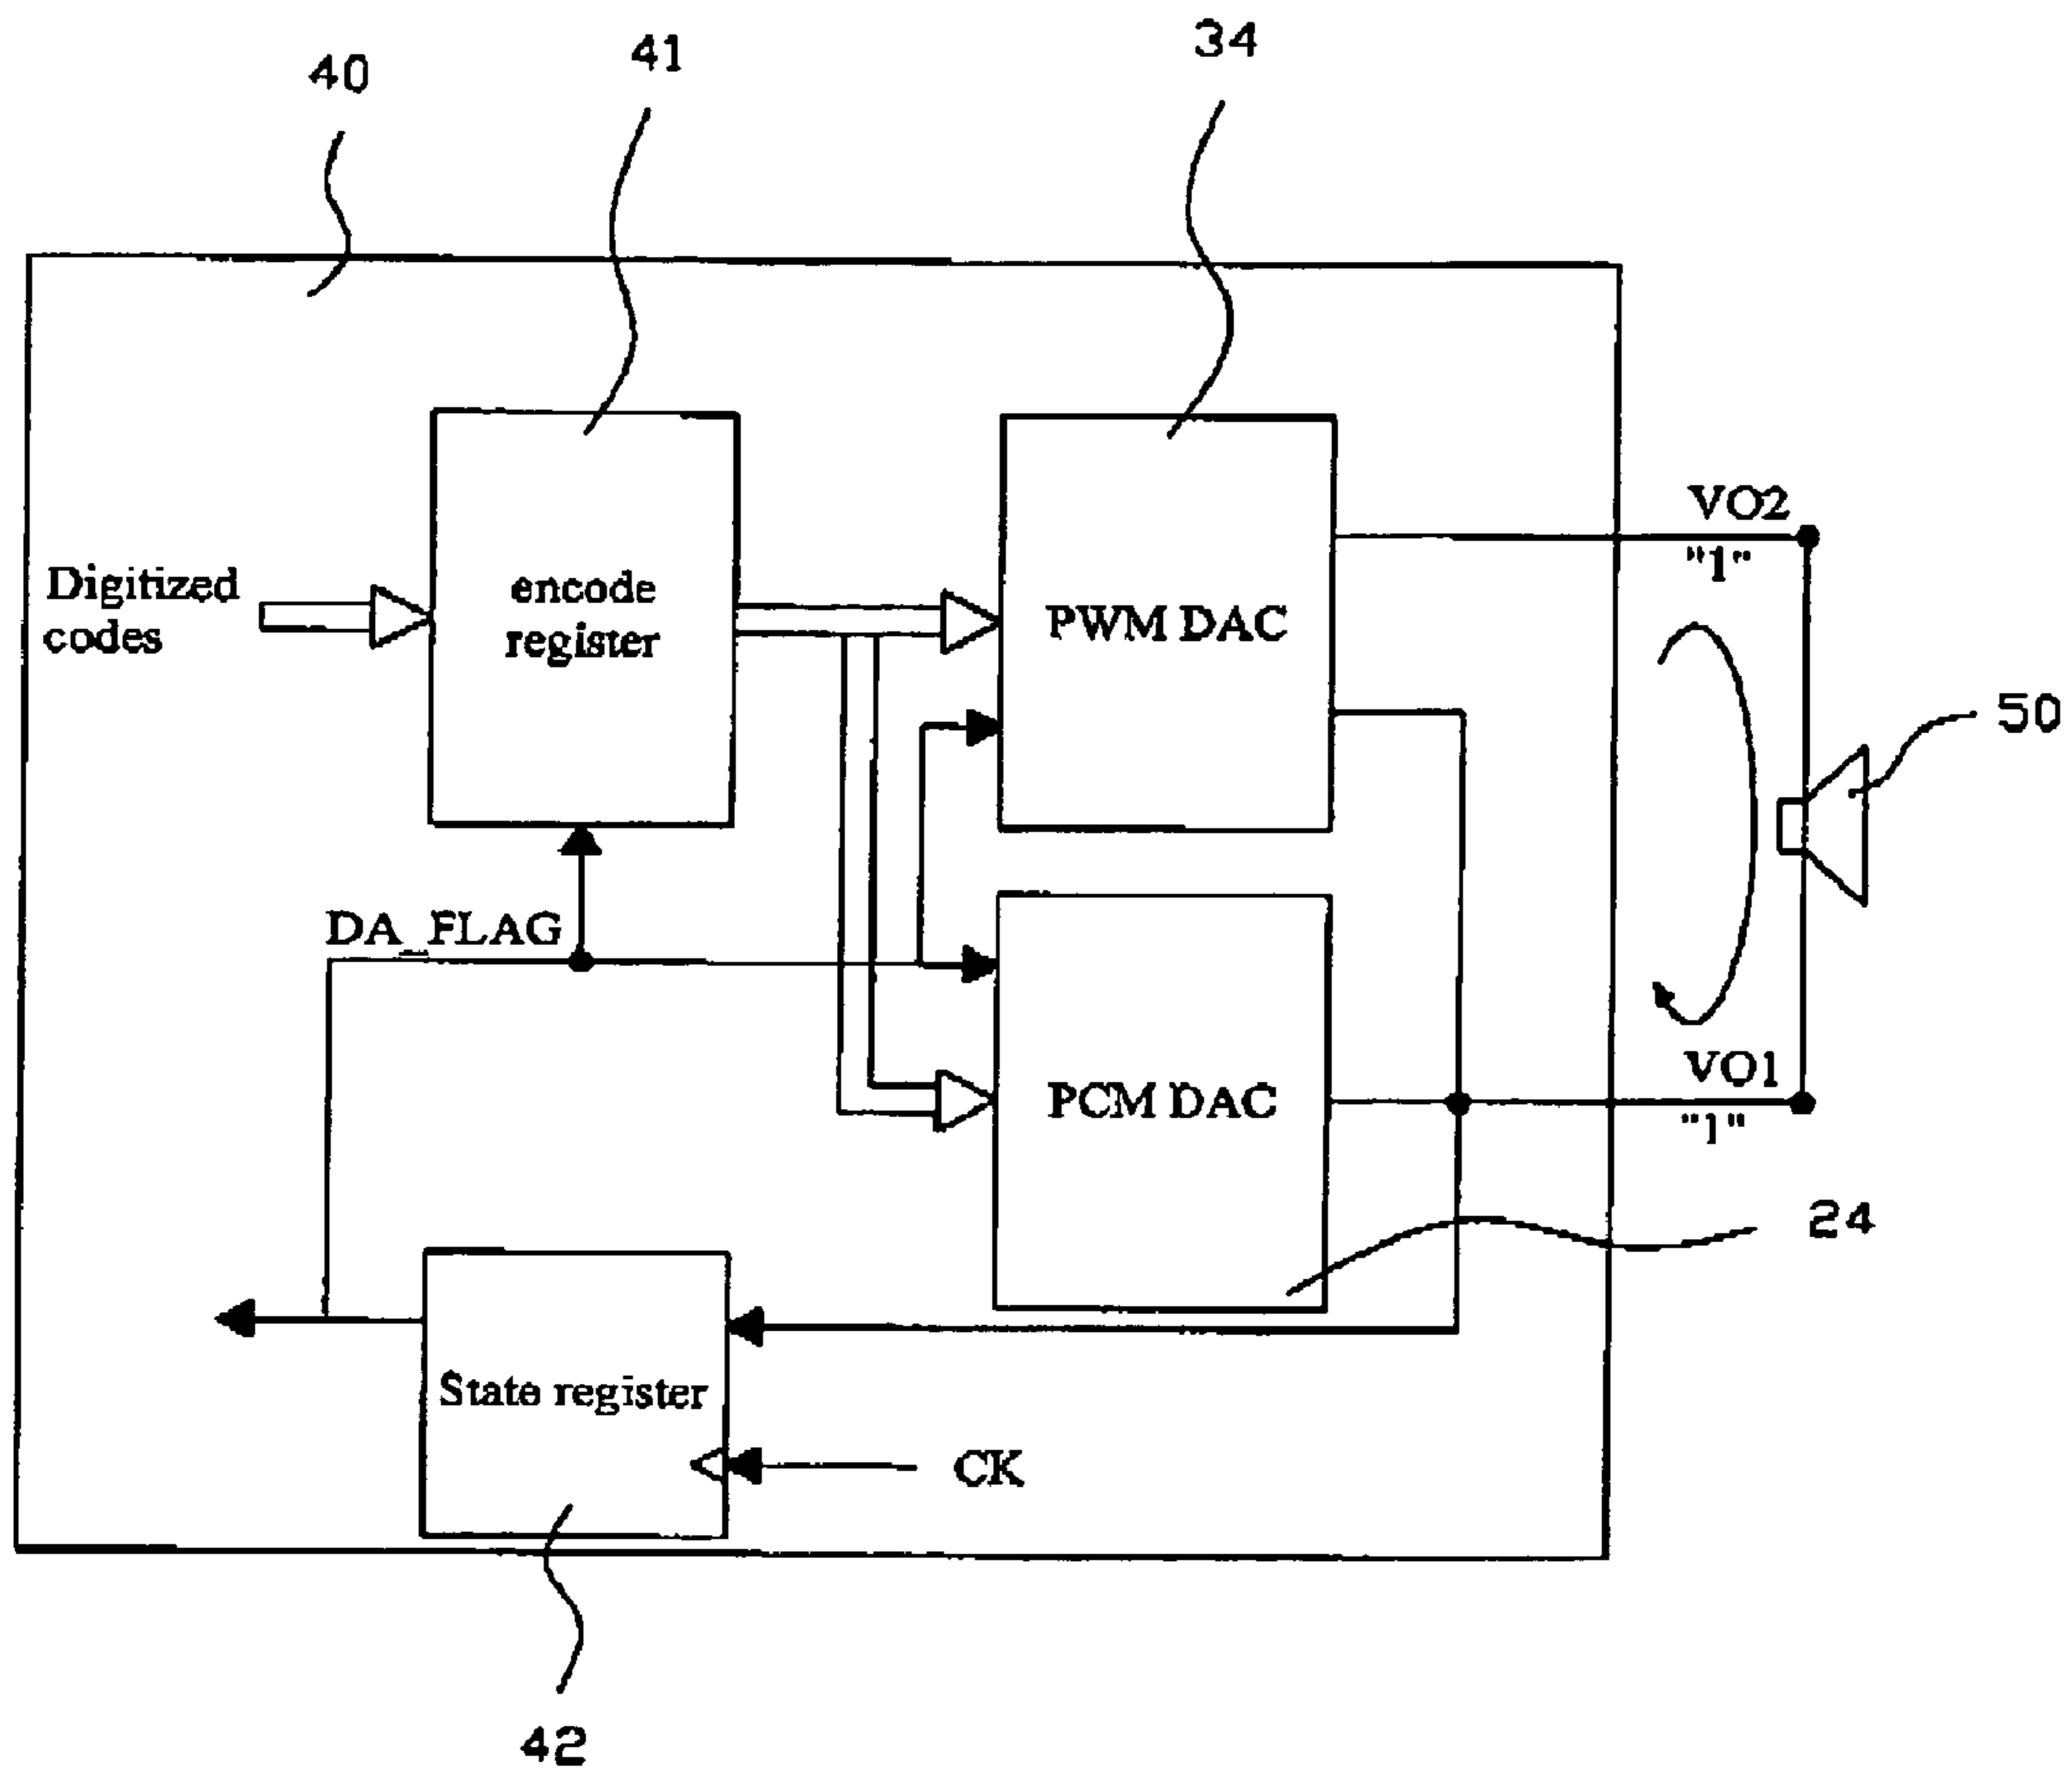 40
41
34
VO2
"1"
Digitized
codes
encode
register
PWM DAC
50
DA_FLAG
PCM DAC
VO1
"1"
24
State register
CK
42